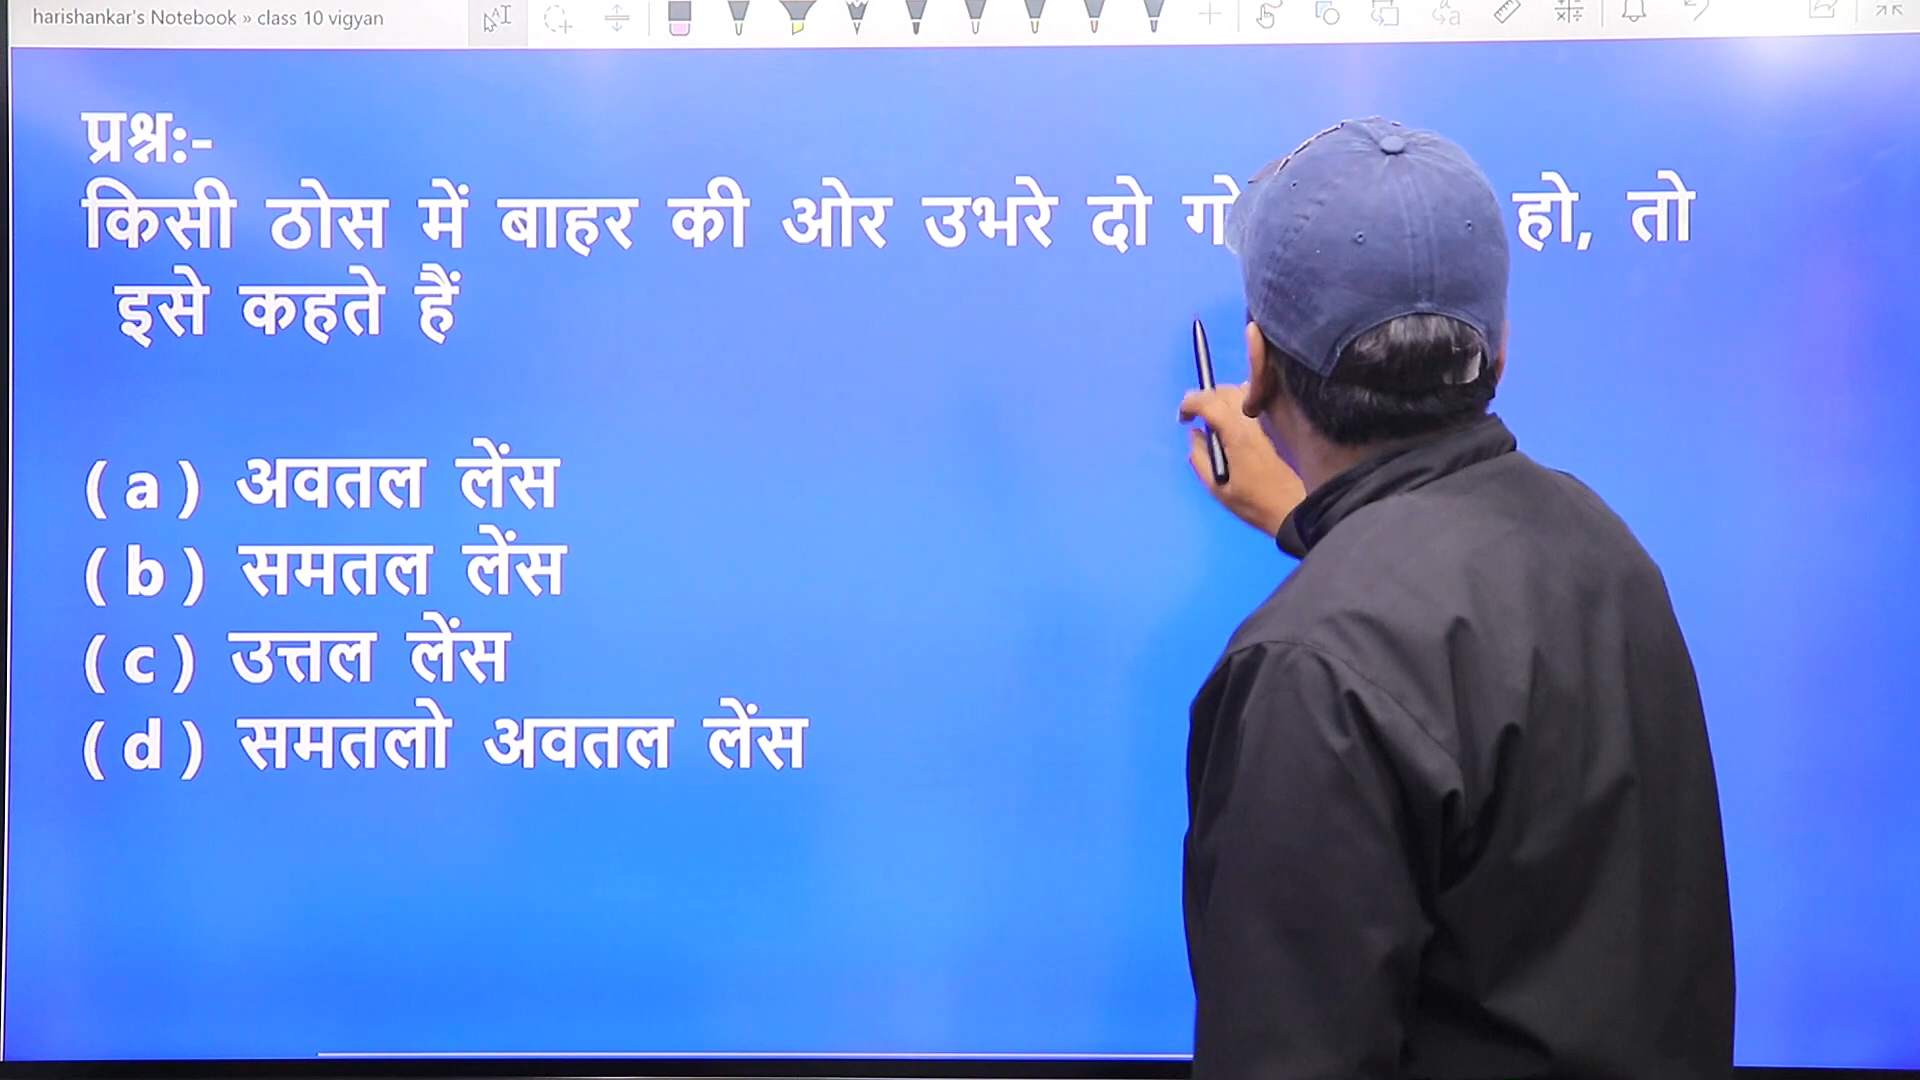 harishankar's Notebook » class 10 vigyan
प्रश्न:-
किसी ठोस में बाहर की ओर उभरे दो हो, तो
इसे कहते हैं
( a ) अवतल लेंस
( b ) समतल लेंस
( c ) उत्तल लेंस
( d ) समतलो अवतल लेंस